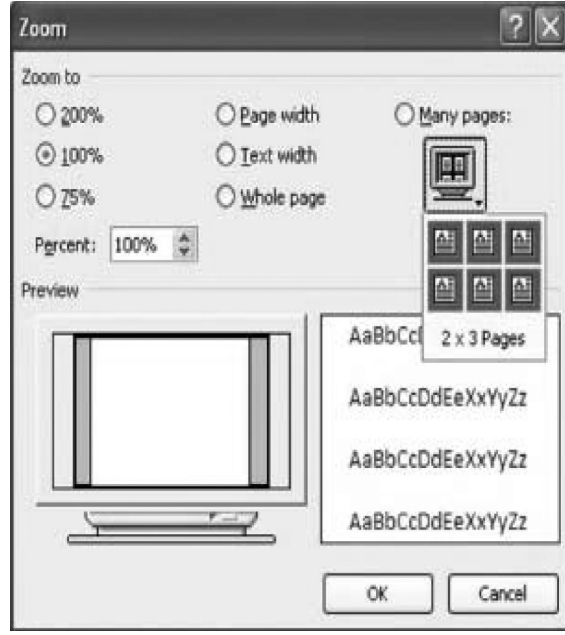 Zoom
Zoom to
200% Page width Many pages:
100% Text width
75% Whole page
Percent: 100%
Preview
2 x 3 Pages
AaBbCcD
AaBbCcDdEeXxYyZz
AaBbCcDdEeXxYyZz
AaBbCcDdEeXxYyZz
OK Cancel